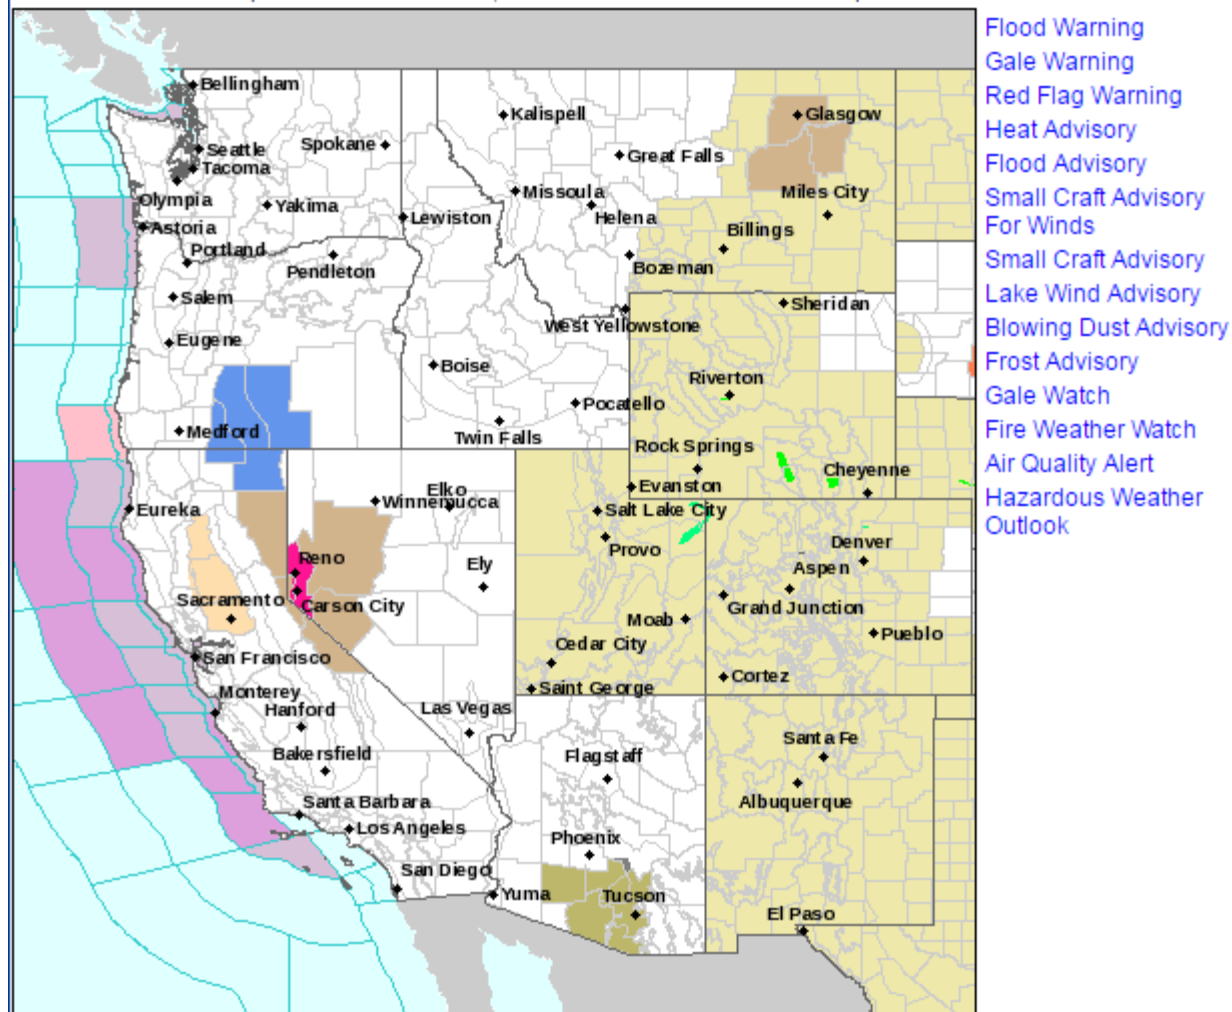 Flood Warning
Gale Warning
Red Flag Warning
Heat Advisory
Flood Advisory
Small Craft Advisory
For Winds
Small Craft Advisory
Lake Wind Advisory
Blowing Dust Advisory
Frost Advisory
Gale Watch
Fire Weather Watch
Air Quality Alert
Hazardous Weather
Outlook
Bellingham
Kalispell
Glasgow
Seattle
Spokane
Great Falls
Tacoma
Olympia
Yakima
Missoula
Miles City
Lewiston
Helena
Astoria
Billings
Portland
Pendleton
Bozeman
Salem
Sheridan
West Yellowstone
Eugene
Boise
Riverton
Pocatello
Medford
Twin Falls
Rock Springs
Cheyenne
Evanston
Elko
Winnemucca
Eureka
Salt Lake City
Provo
Denver
Reno
Ely
Aspen
Sacramento
Carson City
Grand Junction
Moab
Pueblo
Cedar City
San Francisco
Cortez
Saint George
Monterey
Hanford
Las Vegas
Santa Fe
Bakersfield
Flagstaff
Santa Barbara
Albuquerque
Los Angeles
Phoenix
San Diego
Yuma
Tucson
El Paso